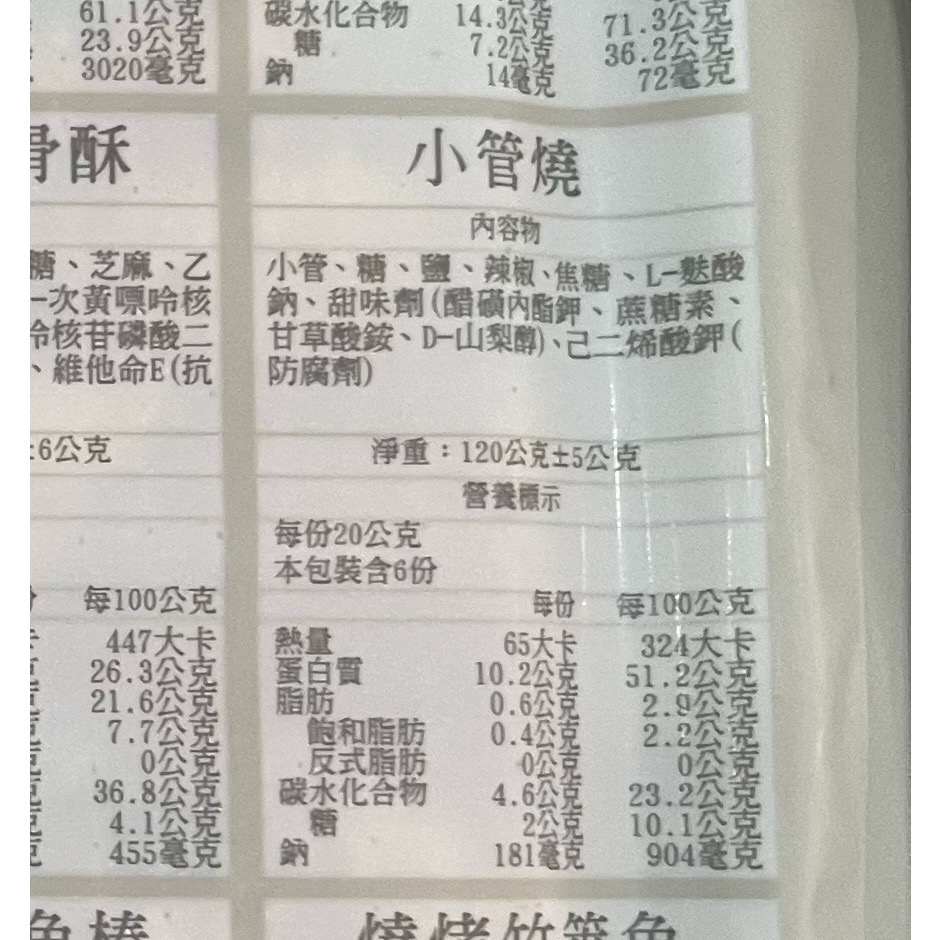 61.1公克
23.9公克
3020毫克
碳水化合物 14.3公克 71.3公克
糖 7.2公克 36.2公克
鈉 14毫克 72毫克
骨酥
糖、芝麻、乙
一次黃嘌呤核
冷核苷磷酸二
、維他命E(抗
±6公克
每100公克
447大卡
26.3公克
21.6公克
7.7公克
0公克
36.8公克
4.1公克
455毫克
小管燒
內容物
小管、糖、鹽、辣椒、焦糖、L-麩酸
鈉、甜味劑(醋磺內酯鉀、蔗糖素、
甘草酸銨、D-山梨醇)、己二烯酸鉀(
防腐劑)
淨重：120公克±5公克
營養標示
每份20公克
本包裝含6份
每份 每100公克
熱量 65大卡 324大卡
蛋白質 10.2公克 51.2公克
脂肪 0.6公克 2.9公克
飽和脂肪 0.4公克 2.2公克
反式脂肪 0公克 0公克
碳水化合物 4.6公克 23.2公克
糖 2公克 10.1公克
鈉 181毫克 904毫克
魚棒
燒烤竹筴魚